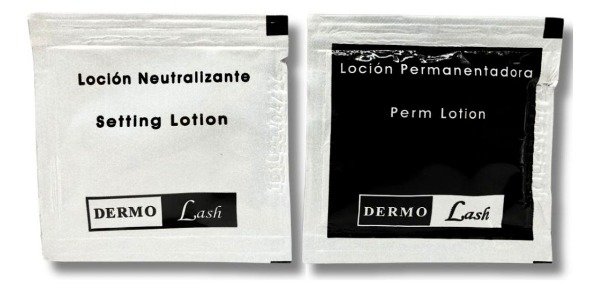 Loción Neutralizante
Setting Lotion
DERMO Lash
Loción Permanentadora
Perm Lotion
DERMO Lash